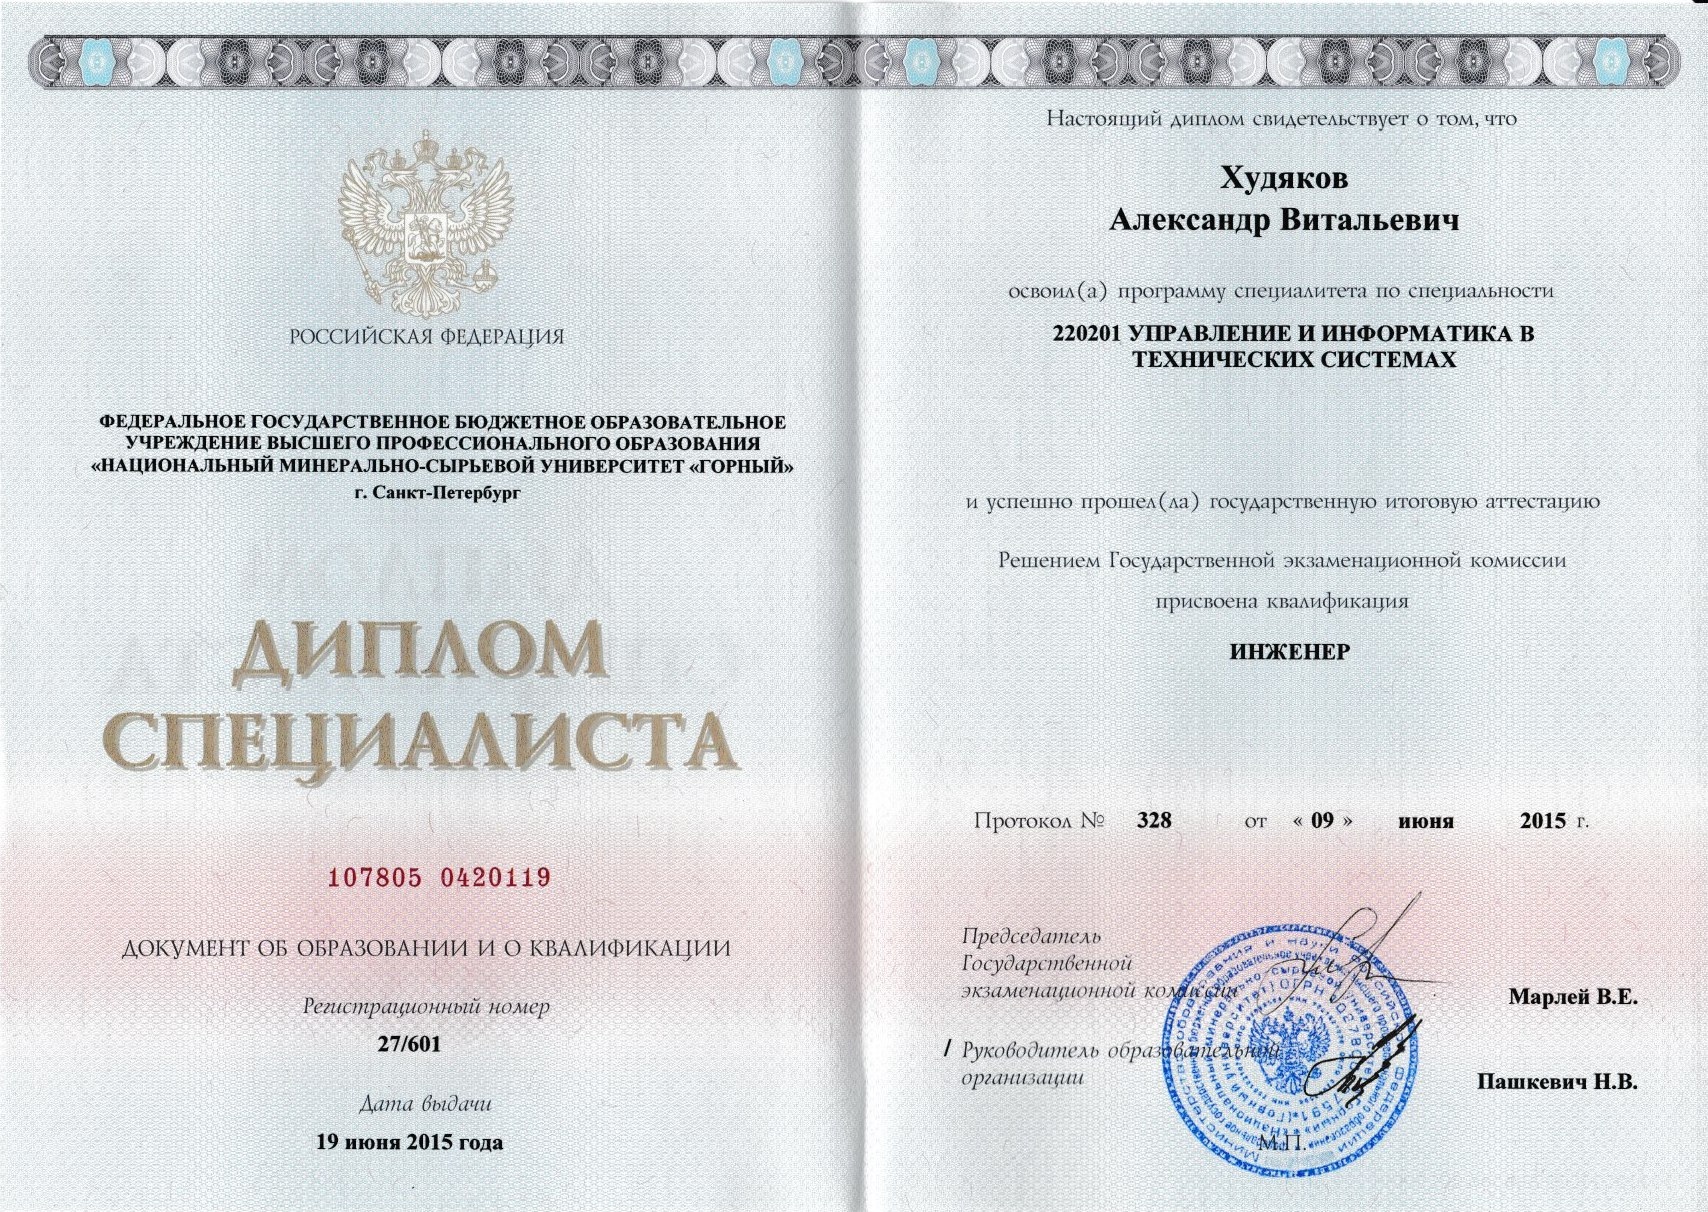 РОССИЙСКАЯ ФЕДЕРАЦИЯ
ФЕДЕРАЛЬНОЕ ГОСУДАРСТВЕННОЕ БЮДЖЕТНОЕ ОБРАЗОВАТЕЛЬНОЕ
УЧРЕЖДЕНИЕ ВЫСШЕГО ПРОФЕССИОНАЛЬНОГО ОБРАЗОВАНИЯ
«НАЦИОНАЛЬНЫЙ МИНЕРАЛЬНО-СЫРЬЕВОЙ УНИВЕРСИТЕТ «ГОРНЫЙ»
г. Санкт-Петербург
ДИПЛОМ
СПЕЦИАЛИСТА
107805 0420119
ДОКУМЕНТ ОБ ОБРАЗОВАНИИ И О КВАЛИФИКАЦИИ
Регистрационный номер
27/601
Дата выдачи
19 июня 2015 года
Настоящий диплом свидетельствует о том, что
Худяков
Александр Витальевич
освоил(а) программу специалитета по специальности
220201 УПРАВЛЕНИЕ И ИНФОРМАТИКА В
ТЕХНИЧЕСКИХ СИСТЕМАХ
и успешно прошел(ла) государственную итоговую аттестацию
Решением Государственной экзаменационной комиссии
присвоена квалификация
ИНЖЕНЕР
Протокол № 328 от « 09 » июня 2015 г.
Председатель
Государственной
экзаменационной комиссии
Марлей В.Е.
/ Руководитель образовательной
организации
Пашкевич Н.В.
М.П.